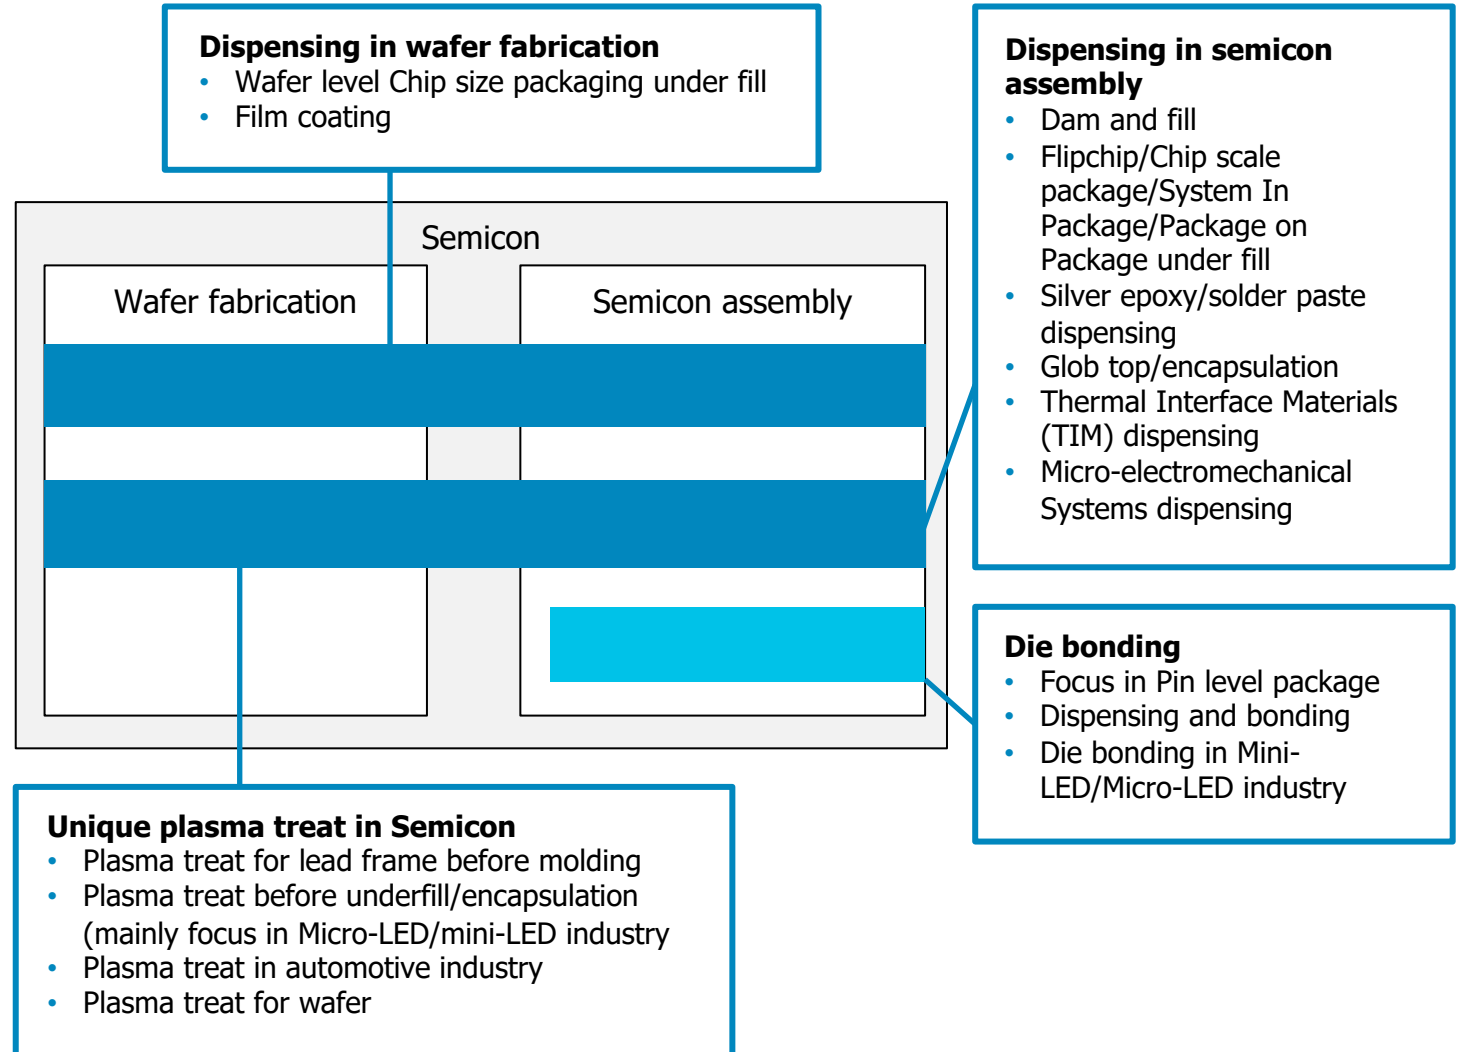 Dispensing in wafer fabrication
• Wafer level Chip size packaging under fill
• Film coating
Dispensing in semicon
assembly
• Dam and fill
• Flipchip/Chip scale
package/System In
Package/Package on
Package under fill
• Silver epoxy/solder paste
dispensing
• Glob top/encapsulation
• Thermal Interface Materials
(TIM) dispensing
• Micro-electromechanical
Systems dispensing
Semicon
Wafer fabrication
Semicon assembly
Die bonding
• Focus in Pin level package
• Dispensing and bonding
• Die bonding in Mini-
LED/Micro-LED industry
Unique plasma treat in Semicon
• Plasma treat for lead frame before molding
• Plasma treat before underfill/encapsulation
(mainly focus in Micro-LED/mini-LED industry
• Plasma treat in automotive industry
• Plasma treat for wafer